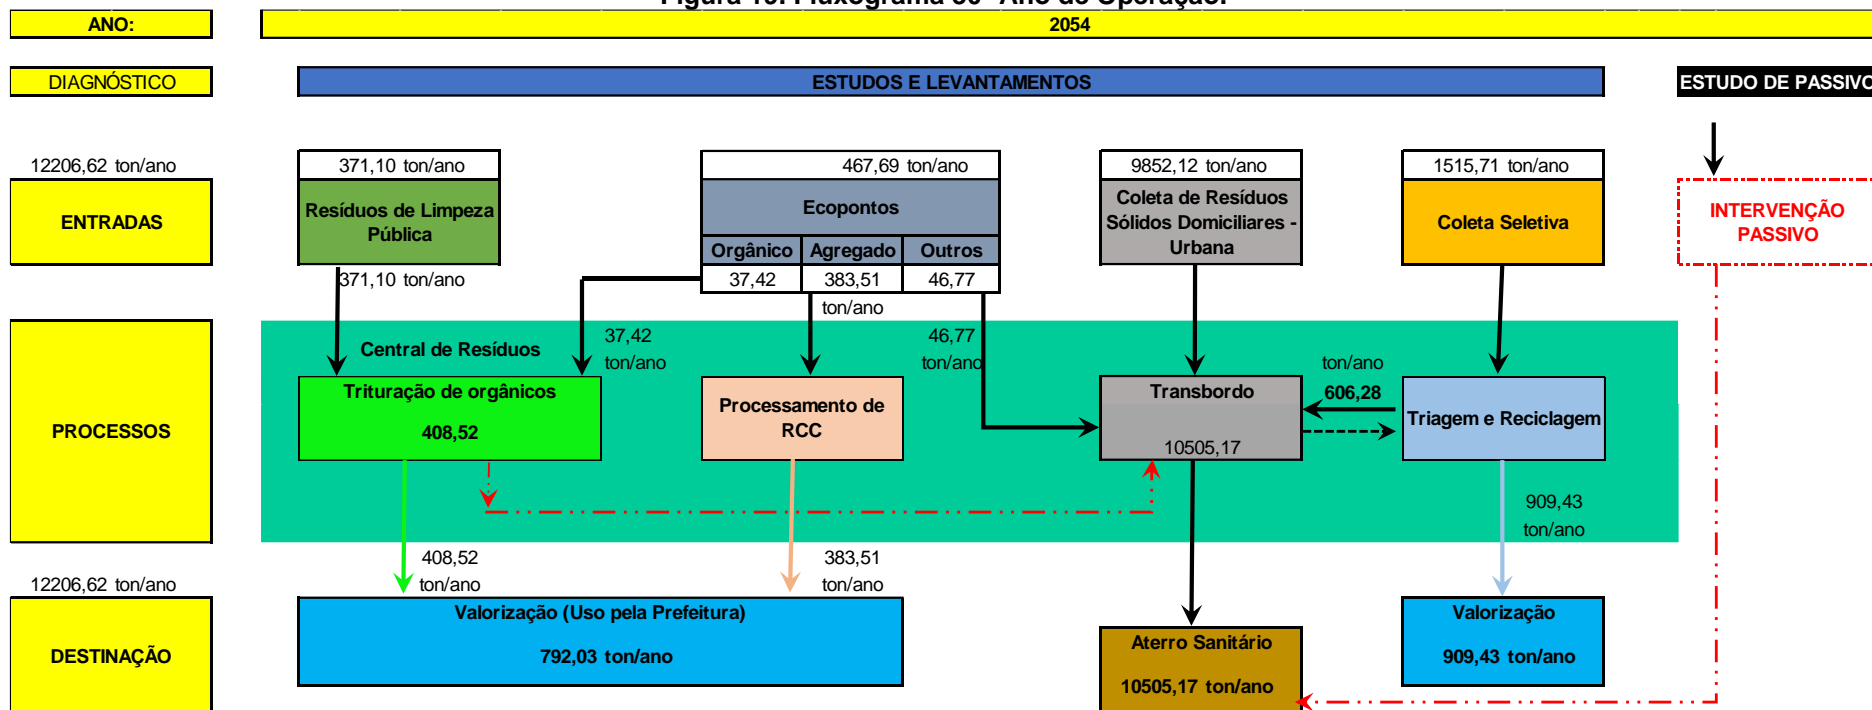 ANO:
2054
DIAGNÓSTICO
ESTUDOS E LEVANTAMENTOS
ESTUDO DE PASSIVO
12206,62 ton/ano
371,10 ton/ano
467,69 ton/ano
9852,12 ton/ano
1515,71 ton/ano
ENTRADAS
Resíduos de Limpeza
Pública
Ecopontos
Orgânico
Agregado
Outros
Coleta de Resíduos
Sólidos Domiciliares -
Urbana
Coleta Seletiva
INTERVENÇÃO
PASSIVO
371,10 ton/ano
37,42
383,51
46,77
ton/ano
PROCESSOS
Central de Resíduos
37,42
ton/ano
46,77
ton/ano
ton/ano
606,28
Trituração de orgânicos
408,52
Processamento de
RCC
Transbordo
10505,17
Triagem e Reciclagem
909,43
ton/ano
408,52
ton/ano
383,51
ton/ano
12206,62 ton/ano
DESTINAÇÃO
Valorização (Uso pela Prefeitura)
792,03 ton/ano
Aterro Sanitário
10505,17 ton/ano
Valorização
909,43 ton/ano